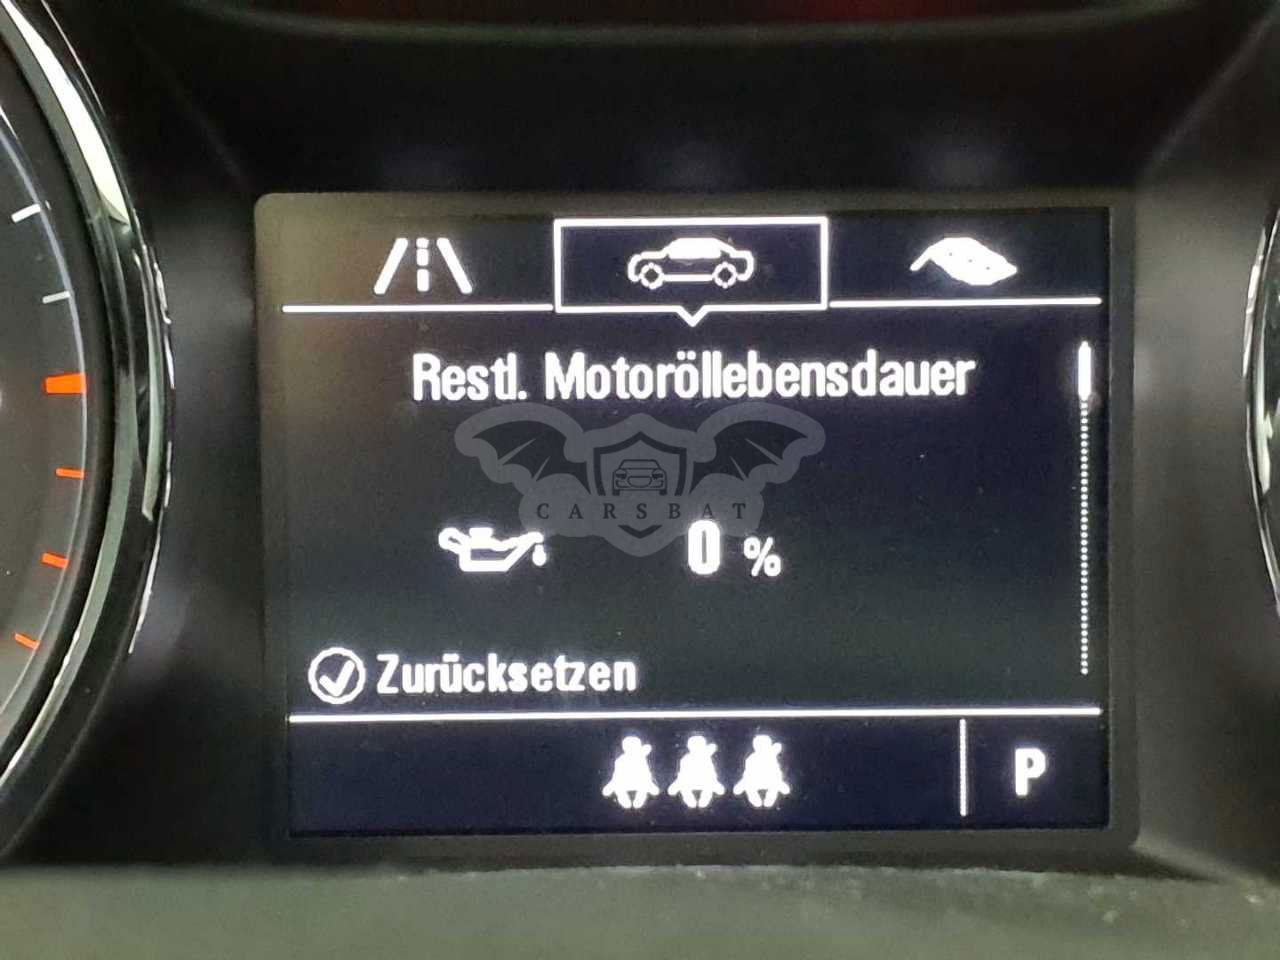 Restl. Motoröllebensdauer
CARSBAT
0 %
Zurücksetzen
P